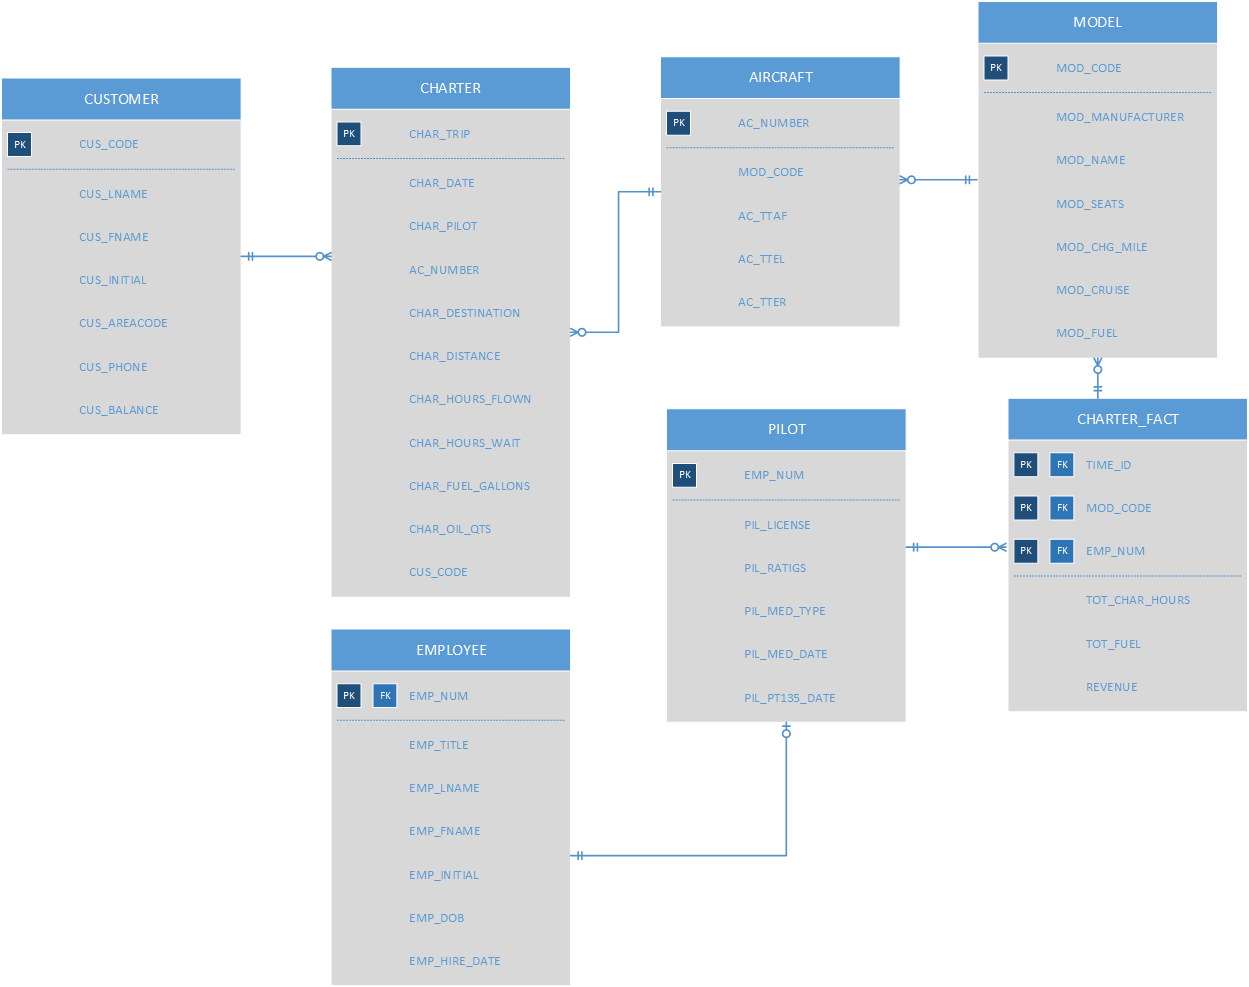 CUSTOMER
PK CUS_CODE
CUS_LNAME
CUS_FNAME
CUS_INITIAL
CUS_AREACODE
CUS_PHONE
CUS_BALANCE
CHARTER
PK CHAR_TRIP
CHAR_DATE
CHAR_PILOT
AC_NUMBER
CHAR_DESTINATION
CHAR_DISTANCE
CHAR_HOURS_FLOWN
CHAR_HOURS_WAIT
CHAR_FUEL_GALLONS
CHAR_OIL_QTS
CUS_CODE
AIRCRAFT
PK AC_NUMBER
MOD_CODE
AC_TTAF
AC_TTEL
AC_TTER
MODEL
PK MOD_CODE
MOD_MANUFACTURER
MOD_NAME
MOD_SEATS
MOD_CHG_MILE
MOD_CRUISE
MOD_FUEL
PILOT
PK EMP_NUM
PIL_LICENSE
PIL_RATIGS
PIL_MED_TYPE
PIL_MED_DATE
PIL_PT135_DATE
CHARTER_FACT
PK FK TIME_ID
PK FK MOD_CODE
PK FK EMP_NUM
TOT_CHAR_HOURS
TOT_FUEL
REVENUE
EMPLOYEE
PK FK EMP_NUM
EMP_TITLE
EMP_LNAME
EMP_FNAME
EMP_INITIAL
EMP_DOB
EMP_HIRE_DATE